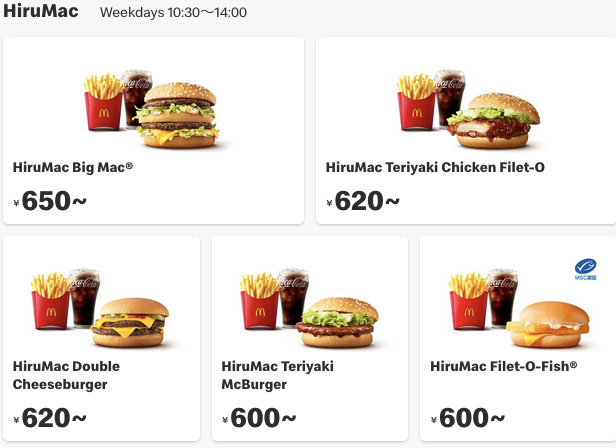 HiruMac Weekdays 10:30～14:00
HiruMac Big Mac®
¥650~
HiruMac Teriyaki Chicken Filet-O
¥620~
HiruMac Double
Cheeseburger
¥620~
HiruMac Teriyaki
McBurger
¥600~
MSC認証
HiruMac Filet-O-Fish®
¥600~